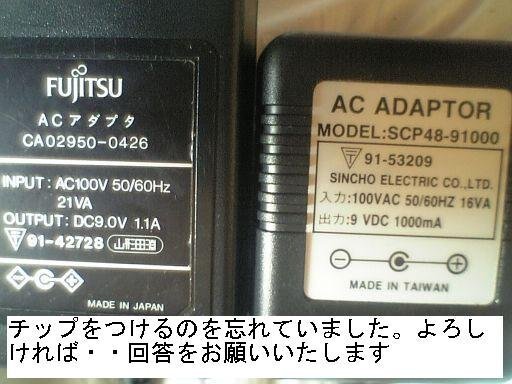 FUJITSU
ACアダプタ
CA02950-0426
INPUT : AC100V 50/60Hz
21VA
OUTPUT : DC9.0V 1.1A
91-42728
MADE IN JAPAN
AC ADAPTOR
MODEL:SCP48-91000
91-53209
SINCHO ELECTRIC CO.,LTD.
入力:100VAC 50/60HZ 16VA
出力:9 VDC 1000mA
MADE IN TAIWAN
チップをつけるのを忘れていました。よろし
ければ・・回答をお願いいたします